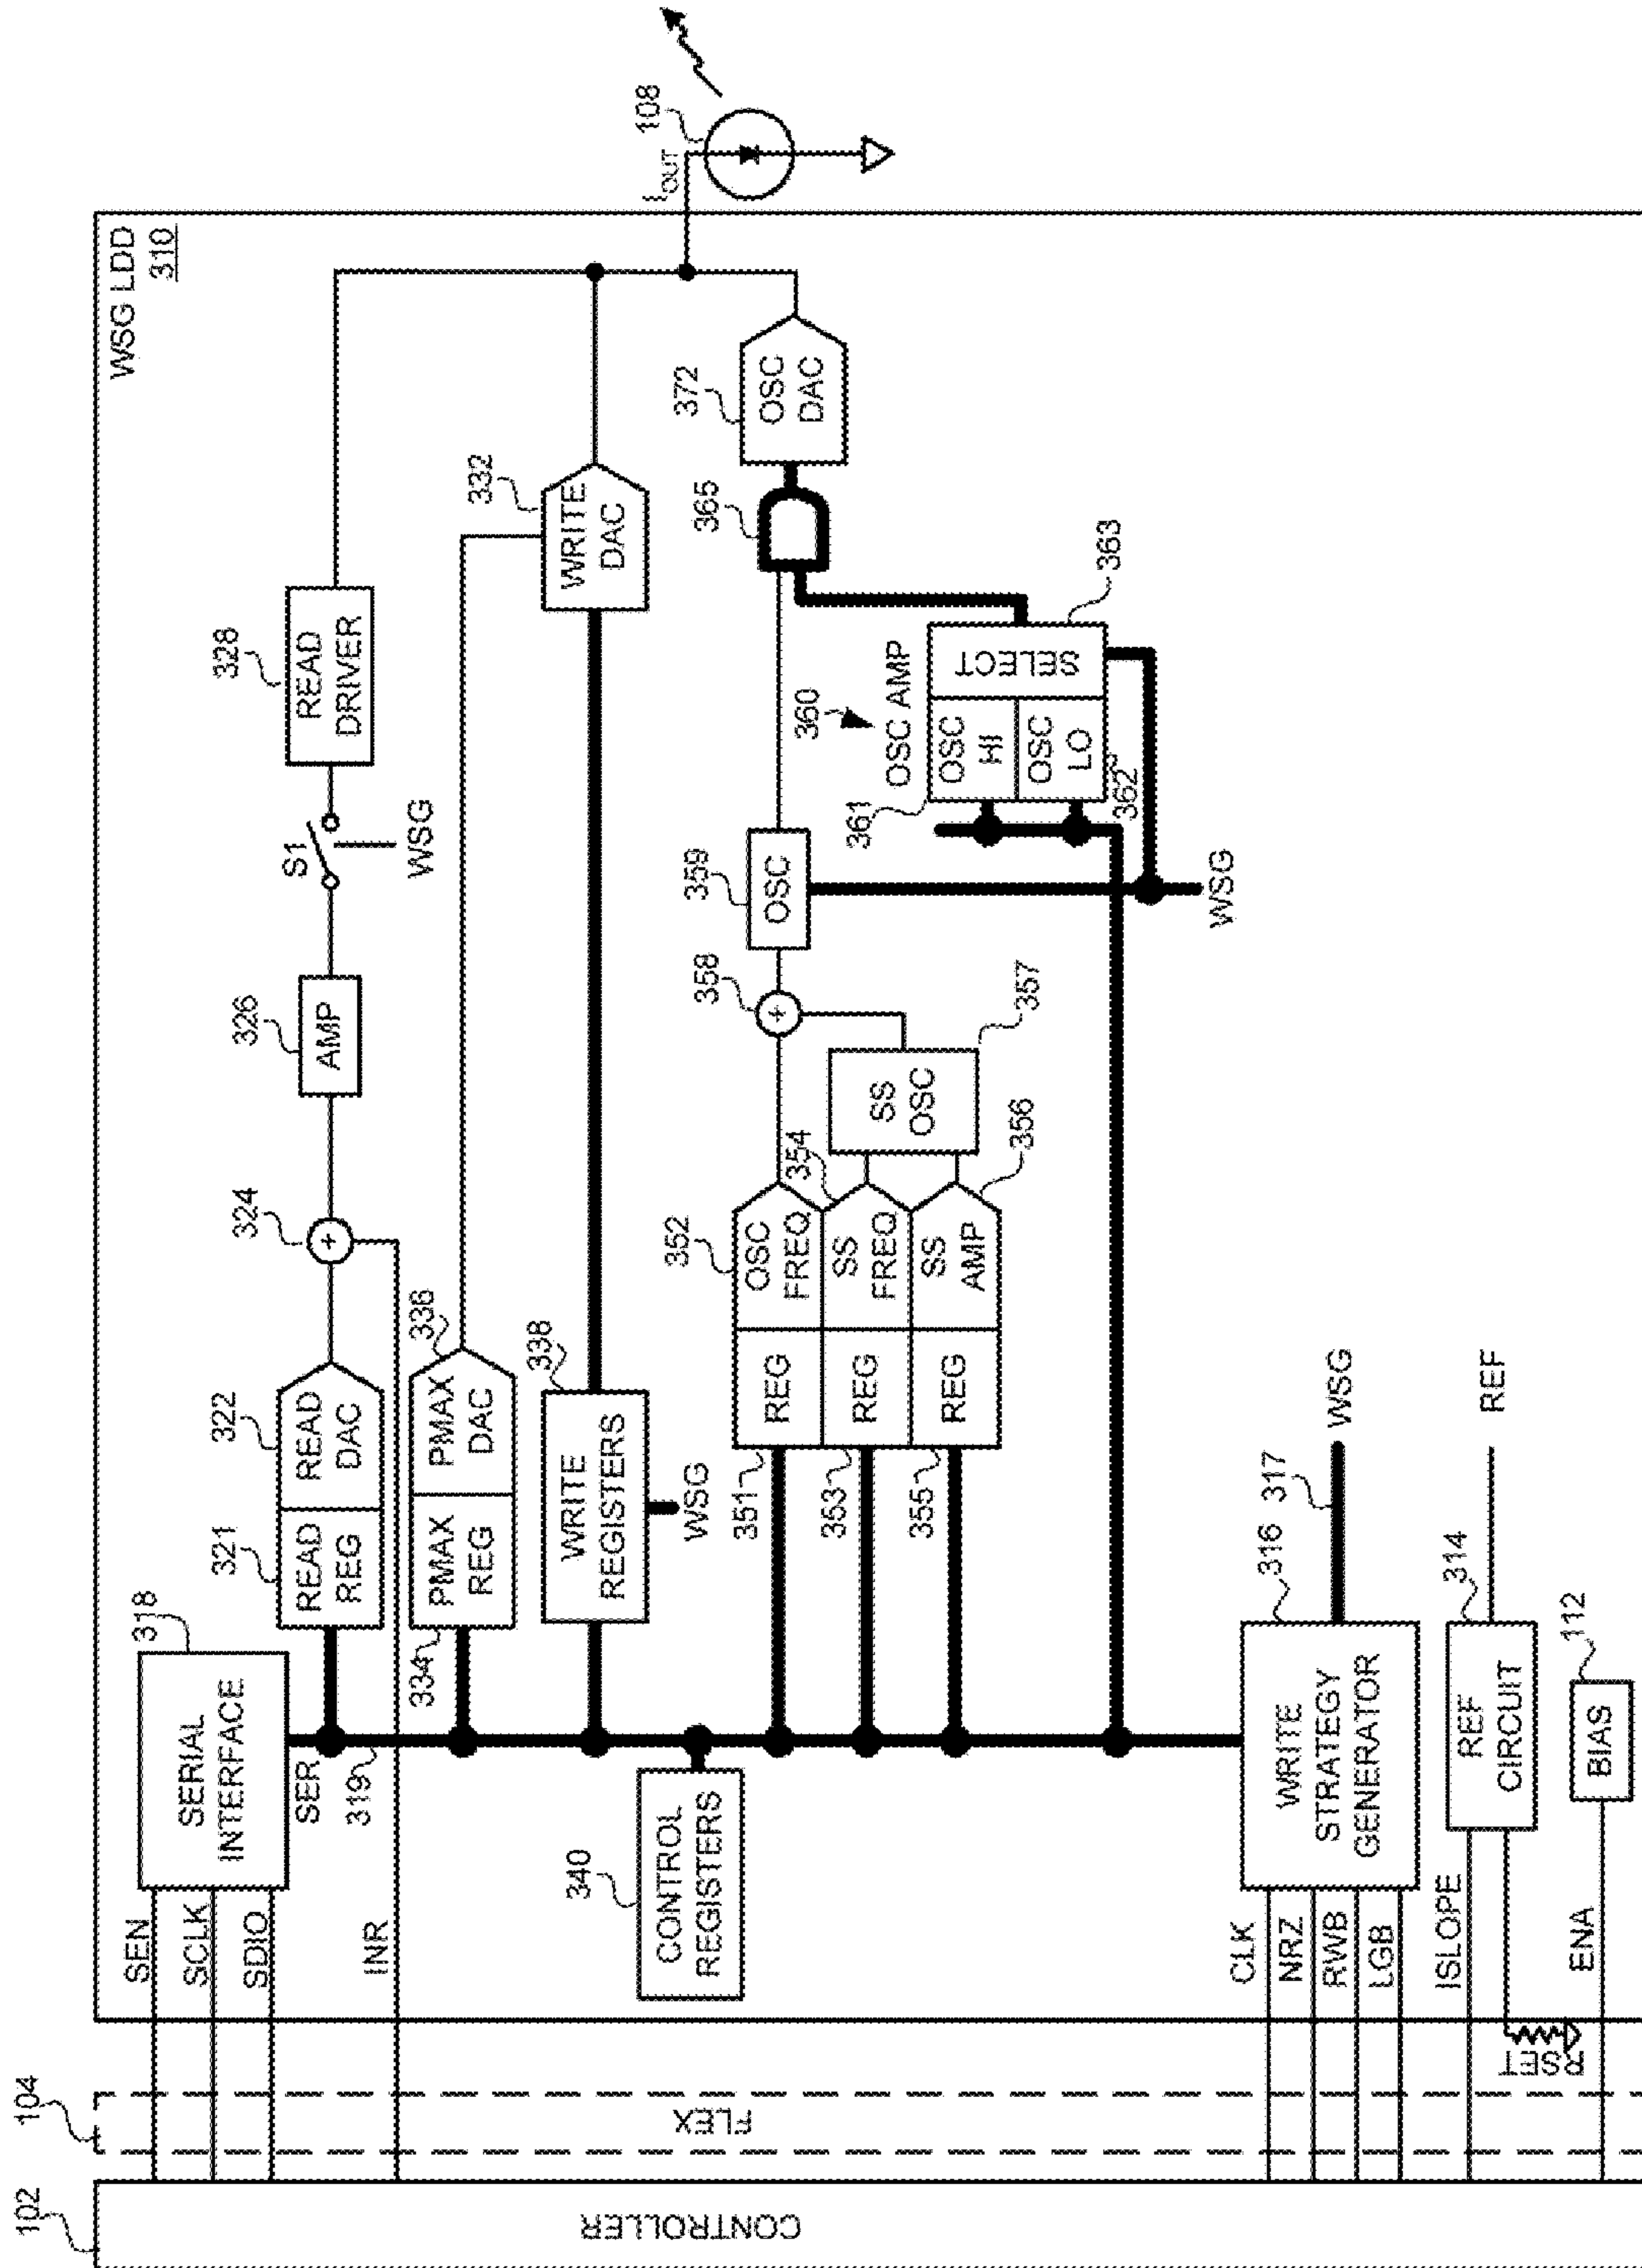 WSG LDD
310
102
CONTROLLER
104
FLEX
SEN
SCLK
SDIO
INR
318
SERIAL
INTERFACE
SER
319
321
READ
REG
322
READ
DAC
324
+
326
AMP
S1
WSG
328
READ
DRIVER
334
PMAX
REG
336
PMAX
DAC
338
WRITE
REGISTERS
WSG
332
WRITE
DAC
IOUT
108
340
CONTROL
REGISTERS
351
REG
352
OSC
FREQ
353
REG
354
SS
FREQ
355
REG
356
SS
AMP
357
SS
OSC
358
+
359
OSC
WSG
360
OSC AMP
361
OSC
HI
362
OSC
LO
363
SELECT
365
372
OSC
DAC
CLK
NRZ
RWB
LGB
316
WRITE
STRATEGY
GENERATOR
317
WSG
ISLOPE
RSET
314
REF
CIRCUIT
REF
ENA
112
BIAS